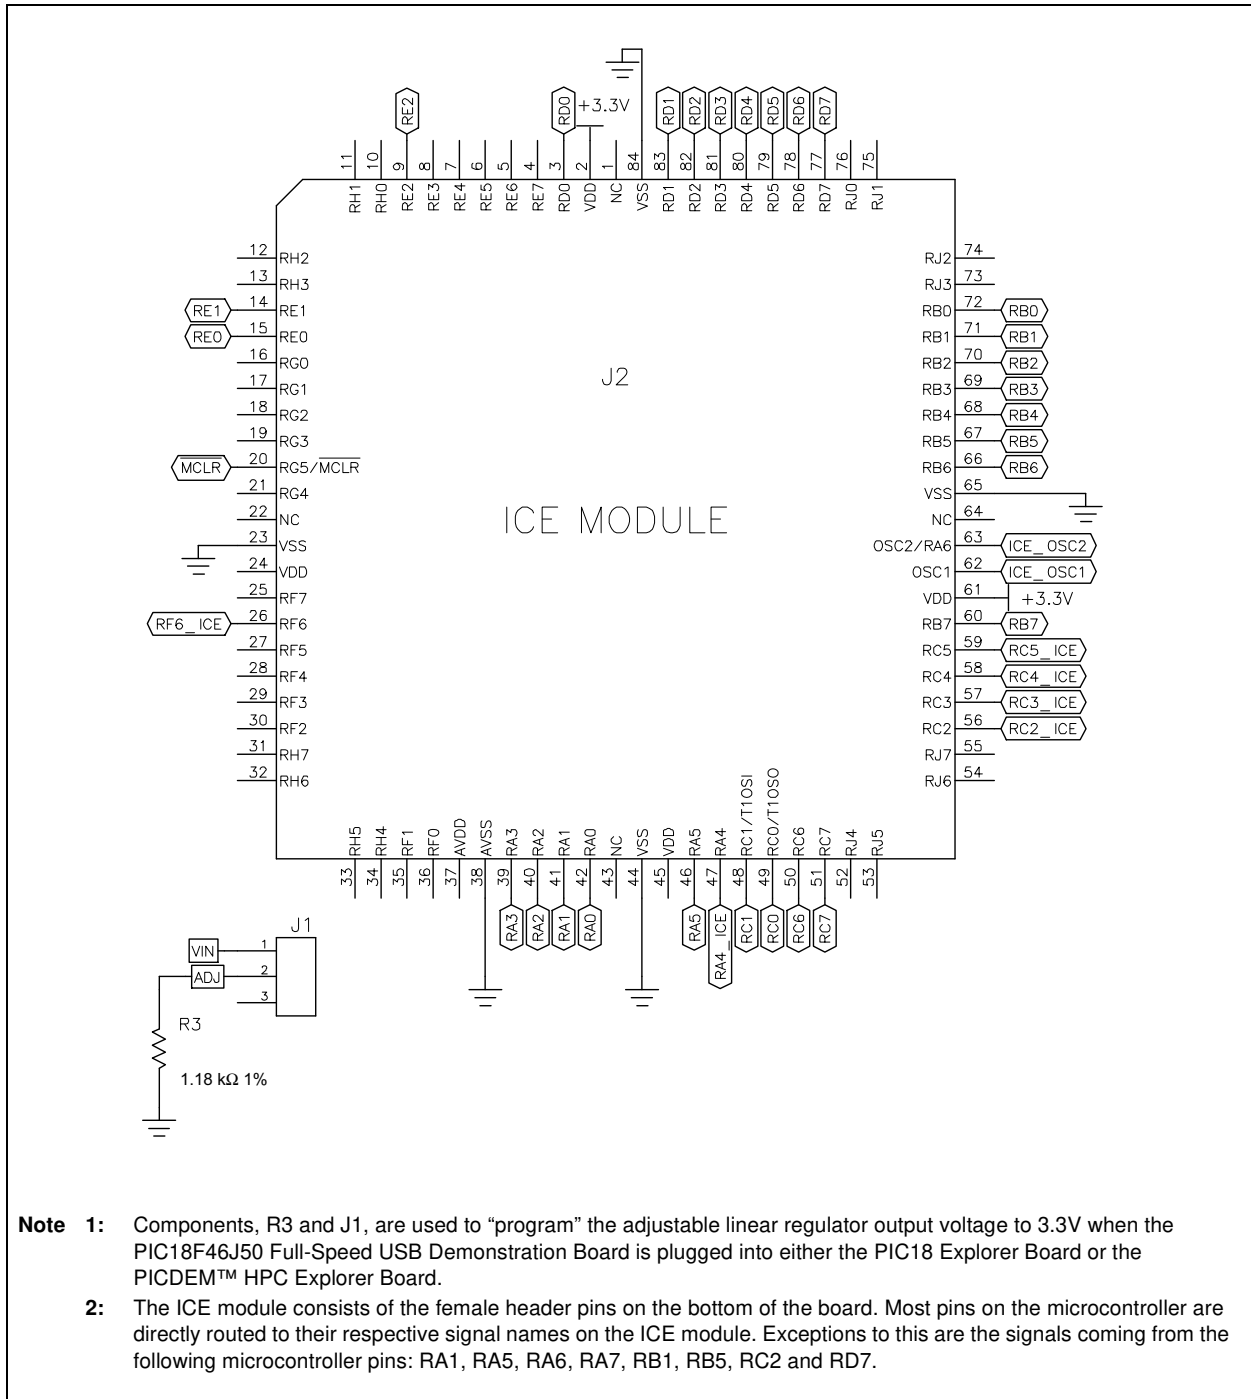 RE2
RD0
+3.3V
RD1
RD2
RD3
RD4
RD5
RD6
RD7
11
10
9
8
7
6
5
4
3
2
1
84
83
82
81
80
79
78
77
76
75
RH1
RH0
RE2
RE3
RE4
RE5
RE6
RE7
RD0
VDD
NC
VSS
RD1
RD2
RD3
RD4
RD5
RD6
RD7
RJ0
RJ1
12 RH2
13 RH3
RE1 14 RE1
RE0 15 RE0
16 RG0
17 RG1
18 RG2
19 RG3
MCLR 20 RG5/MCLR
21 RG4
22 NC
23 VSS
24 VDD
25 RF7
RF6_ICE 26 RF6
27 RF5
28 RF4
29 RF3
30 RF2
31 RH7
32 RH6
J2
ICE MODULE
RJ2 74
RJ3 73
RB0 72 RB0
RB1 71 RB1
RB2 70 RB2
RB3 69 RB3
RB4 68 RB4
RB5 67 RB5
RB6 66 RB6
VSS 65
NC 64
OSC2/RA6 63 ICE_OSC2
OSC1 62 ICE_OSC1
VDD 61 +3.3V
RB7 60 RB7
RC5 59 RC5_ICE
RC4 58 RC4_ICE
RC3 57 RC3_ICE
RC2 56 RC2_ICE
RJ7 55
RJ6 54
RH5
RH4
RF1
RF0
AVDD
AVSS
RA3
RA2
RA1
RA0
NC
VSS
VDD
RA5
RA4
RC1/T1OSI
RC0/T1OSO
RC6
RC7
RJ4
RJ5
33
34
35
36
37
38
39
40
41
42
43
44
45
46
47
48
49
50
51
52
53
RA3
RA2
RA1
RA0
RA5
RA4_ICE
RC1
RC0
RC6
RC7
J1
VIN 1
ADJ 2
3
R3
1.18 kΩ 1%
Note 1: Components, R3 and J1, are used to “program” the adjustable linear regulator output voltage to 3.3V when the
PIC18F46J50 Full-Speed USB Demonstration Board is plugged into either the PIC18 Explorer Board or the
PICDEM™ HPC Explorer Board.
2: The ICE module consists of the female header pins on the bottom of the board. Most pins on the microcontroller are
directly routed to their respective signal names on the ICE module. Exceptions to this are the signals coming from the
following microcontroller pins: RA1, RA5, RA6, RA7, RB1, RB5, RC2 and RD7.